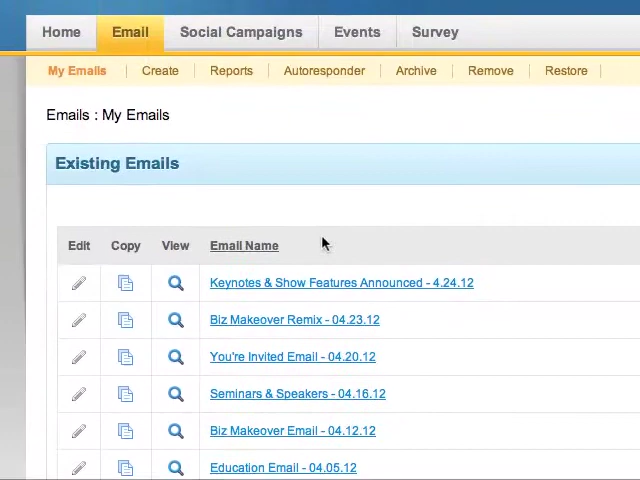 Home Email Social Campaigns Events Survey
My Emails Create Reports Autoresponder Archive Remove Restore
Emails : My Emails
Existing Emails
Edit Copy View Email Name
Keynotes & Show Features Announced - 4.24.12
Biz Makeover Remix - 04.23.12
You're Invited Email - 04.20.12
Seminars & Speakers - 04.16.12
Biz Makeover Email - 04.12.12
Education Email - 04.05.12